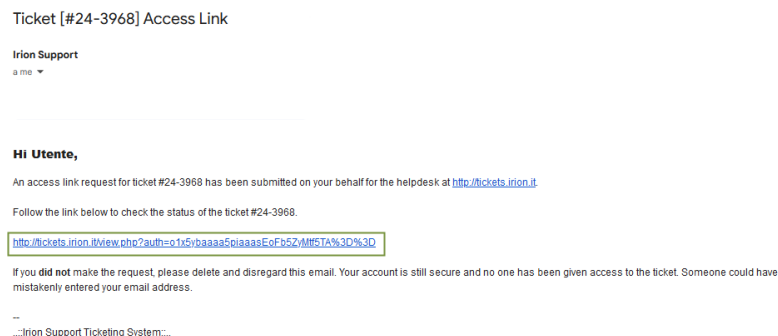 Ticket [#24-3968] Access Link
Irion Support
a me
Hi Utente,
An access link request for ticket #24-3968 has been submitted on your behalf for the helpdesk at http://tickets.irion.it.
Follow the link below to check the status of the ticket #24-3968.
http://tickets.irion.it/view.php?auth=o1x5ybaaaa5piaaasEoFb5ZyMtf5TA%3D%3D
If you did not make the request, please delete and disregard this email. Your account is still secure and no one has been given access to the ticket. Someone could have
mistakenly entered your email address.
--
..::Irion Support Ticketing System::..